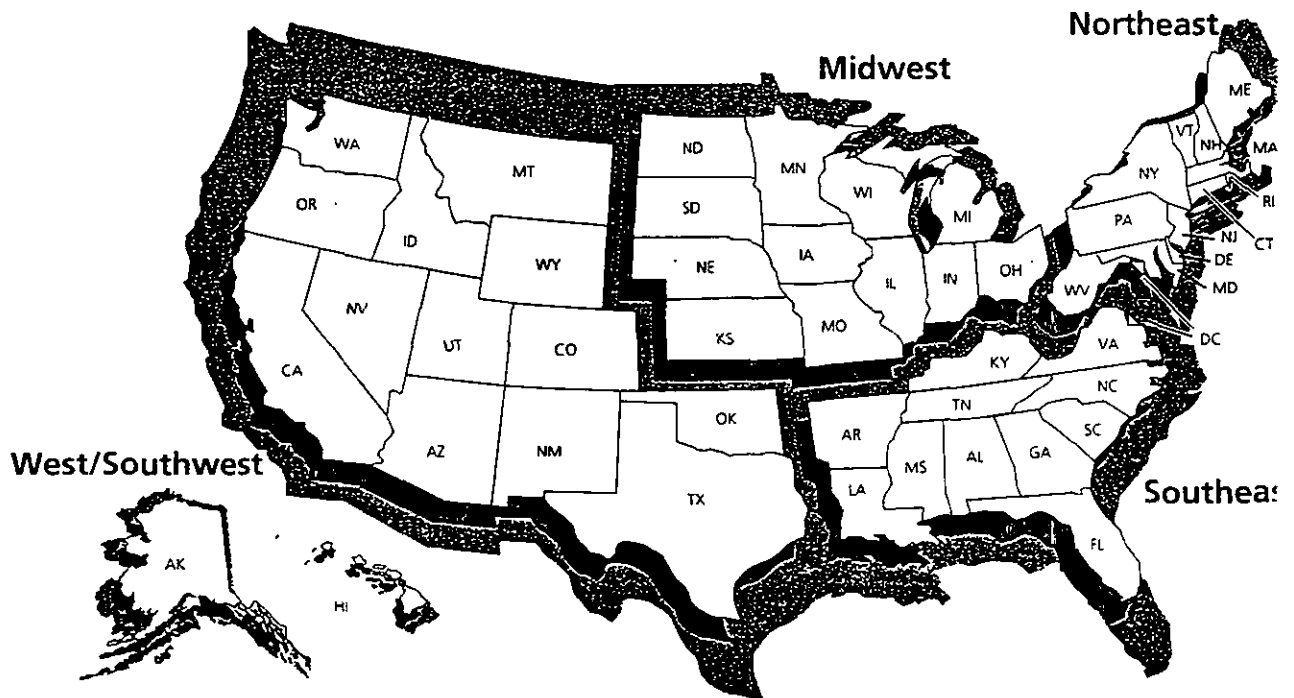 Northeast
Midwest
ME
WA
MT
ND
MN
VT
NH
MA
OR
ID
SD
WI
MI
NY
RI
WY
NE
IA
PA
NJ
CT
NV
IL
IN
OH
DE
WV
MD
UT
CO
KS
MO
DC
CA
KY
VA
NC
TN
AZ
NM
OK
AR
SC
West/Southwest
MS
AL
GA
TX
LA
Southeas
FL
AK
HI